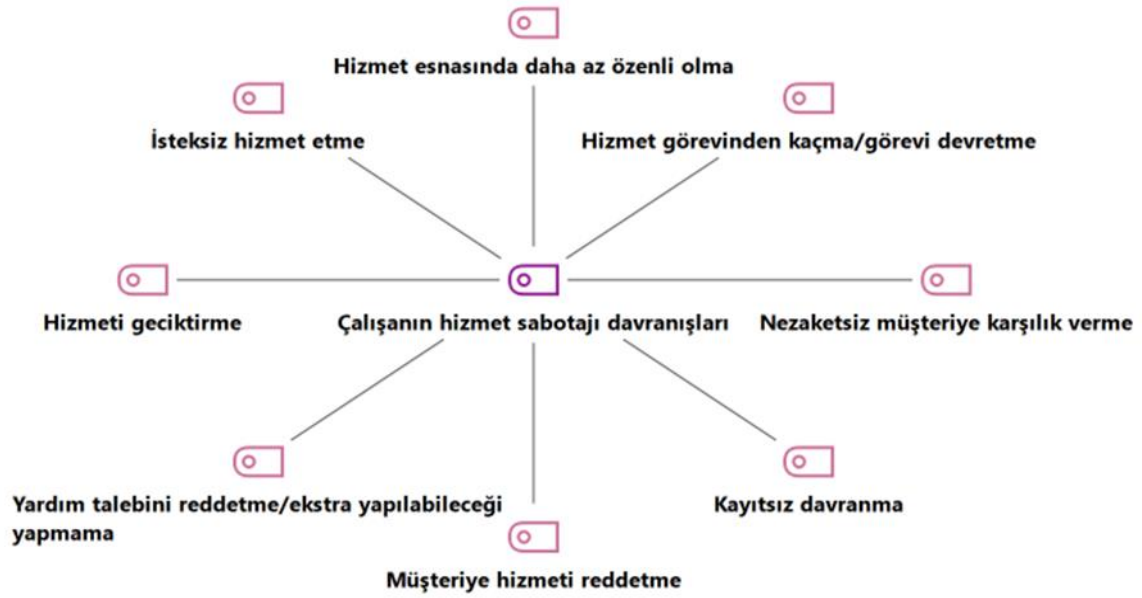 Hizmet esnasında daha az özenli olma
İsteksiz hizmet etme
Hizmet görevinden kaçma/görevi devretme
Hizmeti geciktirme
Çalışanın hizmet sabotajı davranışları
Nezaketsiz müşteriye karşılık verme
Yardım talebini reddetme/ekstra yapılabileceği
yapmama
Kayıtsız davranma
Müşteriye hizmeti reddetme